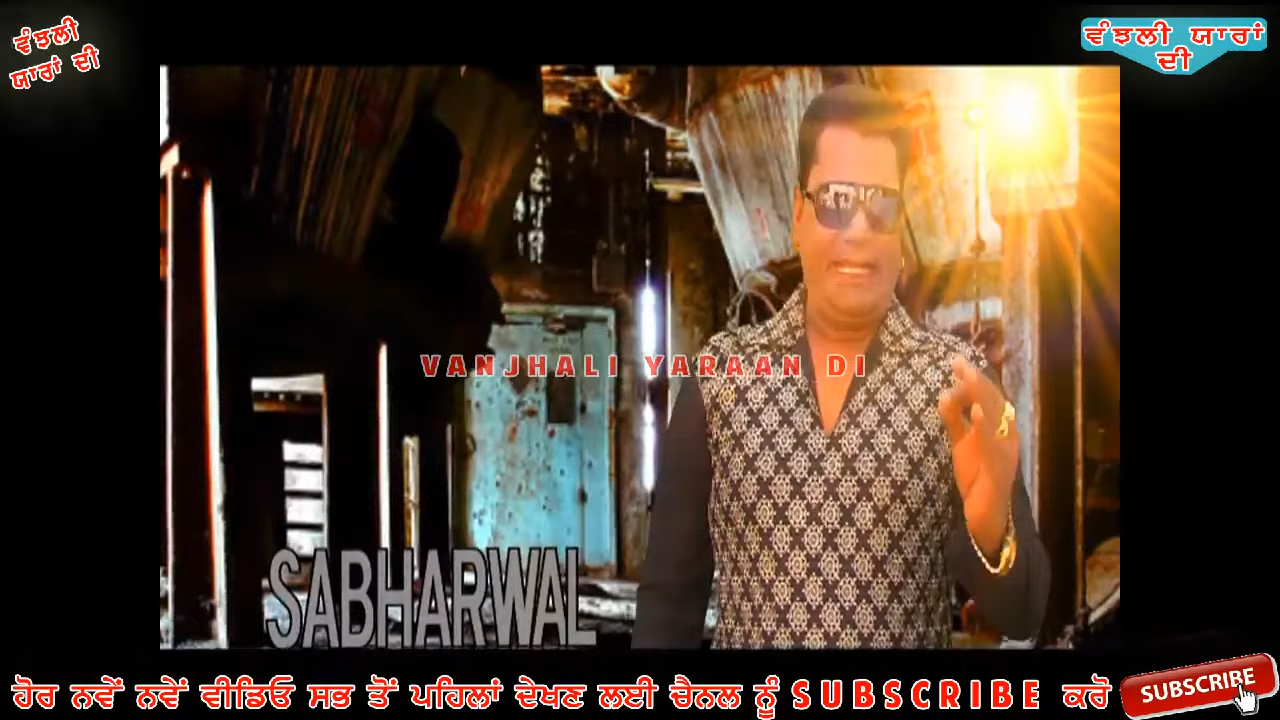 ਵੰਝਲੀ
ਯਾਰਾਂ ਦੀ
ਵੰਝਲੀ ਯਾਰਾਂ
ਦੀ
VANJHALI YARAAN DI
SABHARWAL
ਹੋਰ ਨਵੇਂ ਨਵੇਂ ਵੀਡਿਓ ਸਭ ਤੋਂ ਪਹਿਲਾਂ ਦੇਖਣ ਲਈ ਚੈਨਲ ਨੂੰ SUBSCRIBE ਕਰੋ
SUBSCRIBE